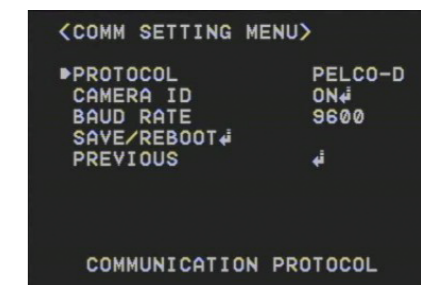 <COMM SETTING MENU>
PROTOCOL PELCO-D
CAMERA ID ON↲
BAUD RATE 9600
SAVE/REBOOT↲
PREVIOUS ↲
COMMUNICATION PROTOCOL